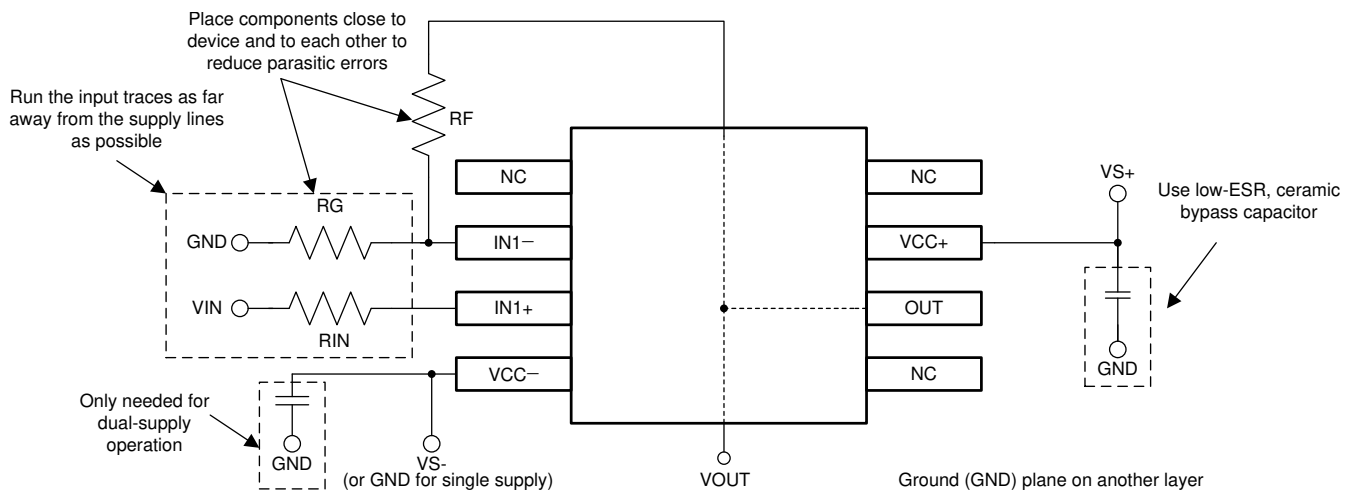 Place components close to
device and to each other to
reduce parasitic errors
Run the input traces as far
away from the supply lines
as possible
RF
NC
NC
VS+
Use low-ESR, ceramic
bypass capacitor
RG
GND
IN1−
VCC+
VIN
IN1+
OUT
RIN
VCC−
NC
GND
Only needed for
dual-supply
operation
GND
VS-
(or GND for single supply)
VOUT
Ground (GND) plane on another layer